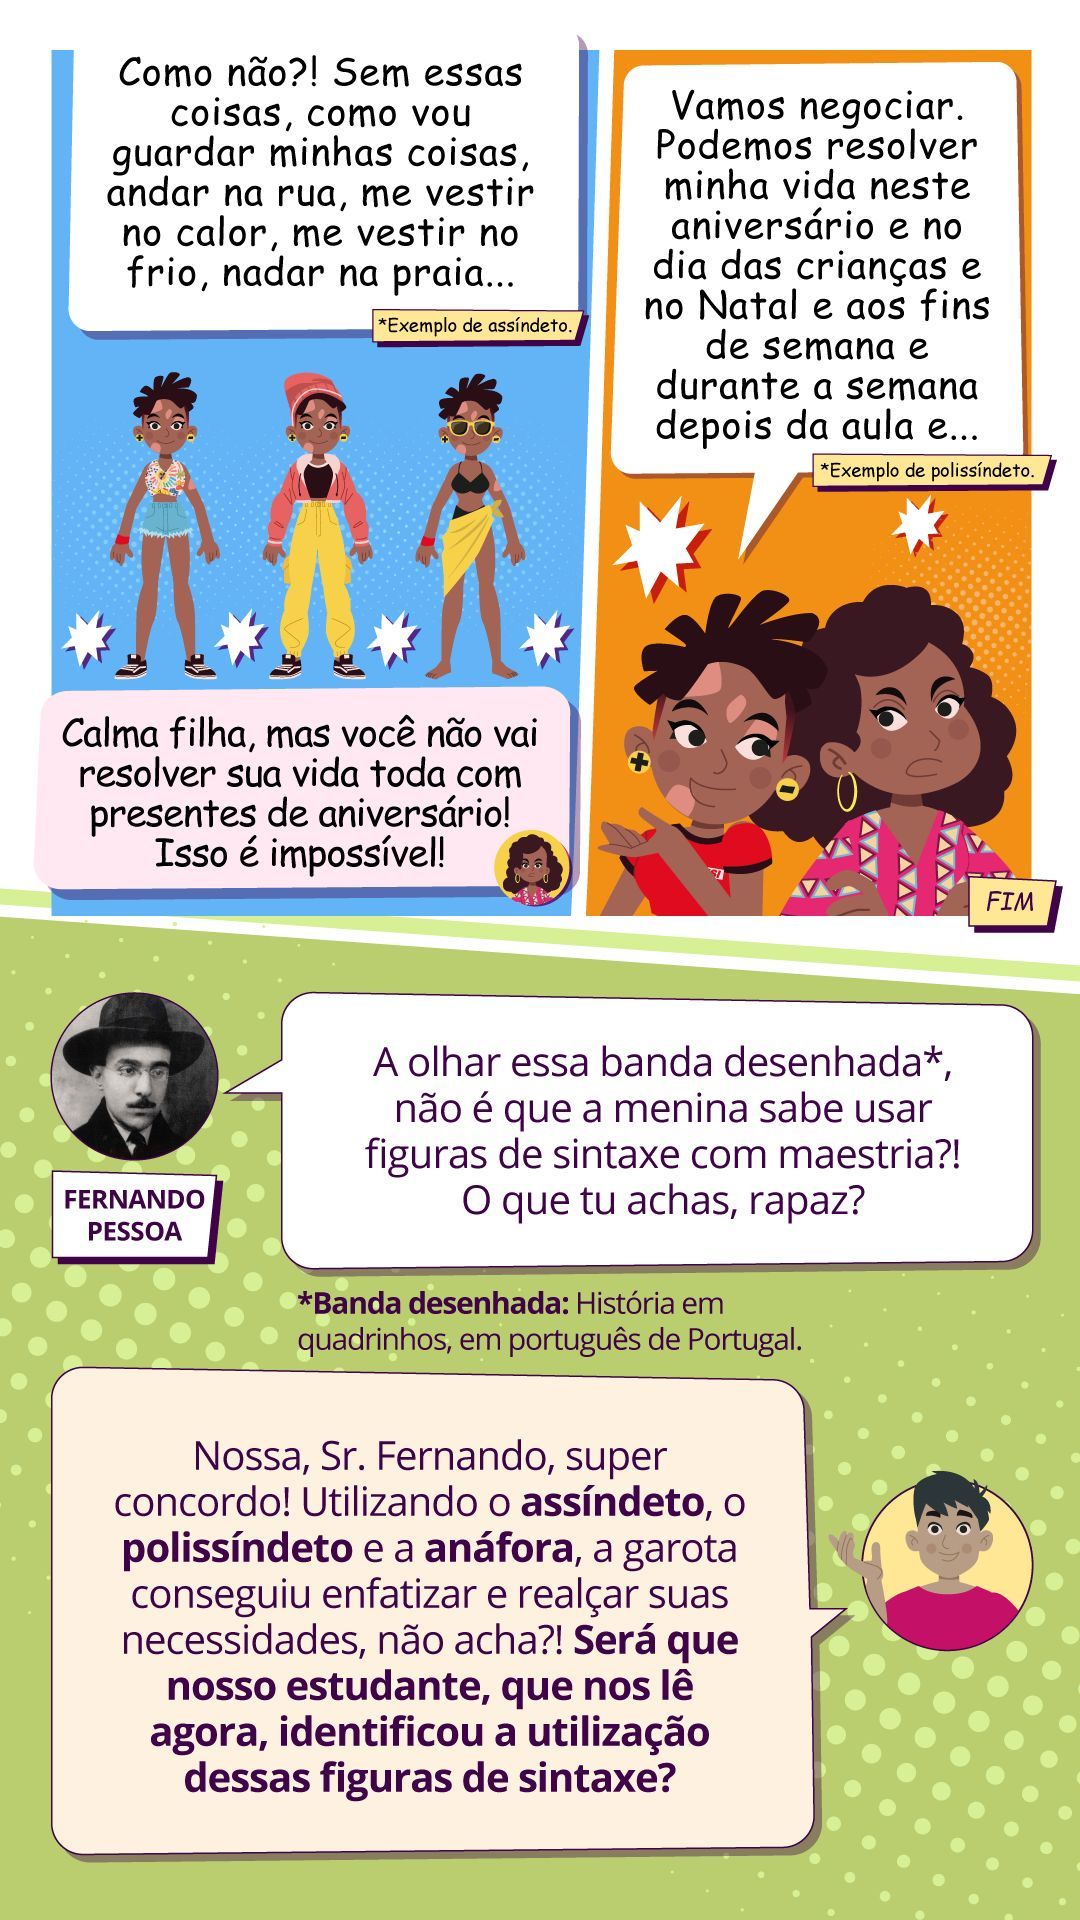 Como não?! Sem essas
coisas, como vou
guardar minhas coisas,
andar na rua, me vestir
no calor, me vestir no
frio, nadar na praia...
*Exemplo de assíndeto.
Calma filha, mas você não vai
resolver sua vida toda com
presentes de aniversário!
Isso é impossível!
Vamos negociar.
Podemos resolver
minha vida neste
aniversário e no
dia das crianças e
no Natal e aos fins
de semana e
durante a semana
depois da aula e...
*Exemplo de polissíndeto.
FIM
A olhar essa banda desenhada*,
não é que a menina sabe usar
figuras de sintaxe com maestria?!
O que tu achas, rapaz?
FERNANDO
PESSOA
*Banda desenhada: História em
quadrinhos, em português de Portugal.
Nossa, Sr. Fernando, super
concordo! Utilizando o assíndeto, o
polissíndeto e a anáfora, a garota
conseguiu enfatizar e realçar suas
necessidades, não acha?! Será que
nosso estudante, que nos lê
agora, identificou a utilização
dessas figuras de sintaxe?